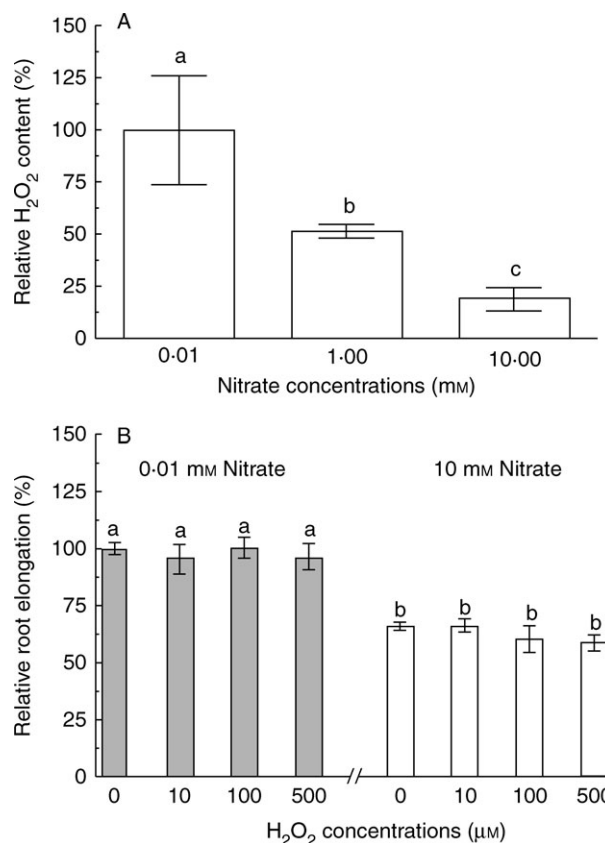 A
Relative H₂O₂ content (%)
150
125
100
75
50
25
0
a
b
c
0·01 1·00 10·00
Nitrate concentrations (mM)
B
Relative root elongation (%)
150
125
100
75
50
25
0
0·01 mM Nitrate 10 mM Nitrate
a a a a b b b b
0 10 100 500 0 10 100 500
H₂O₂ concentrations (μM)